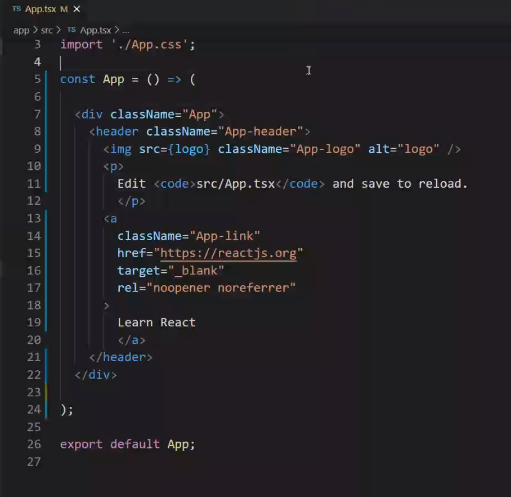 TS App.tsx M ×
app > src > TS App.tsx > ...
3 import './App.css';
4
5 const App = () => (
6
7 <div className="App">
8 <header className="App-header">
9 <img src={logo} className="App-logo" alt="logo" />
10 <p>
11 Edit <code>src/App.tsx</code> and save to reload.
12 </p>
13 <a
14 className="App-link"
15 href="https://reactjs.org"
16 target="_blank"
17 rel="noopener noreferrer"
18 >
19 Learn React
20 </a>
21 </header>
22 </div>
23
24 );
25
26 export default App;
27